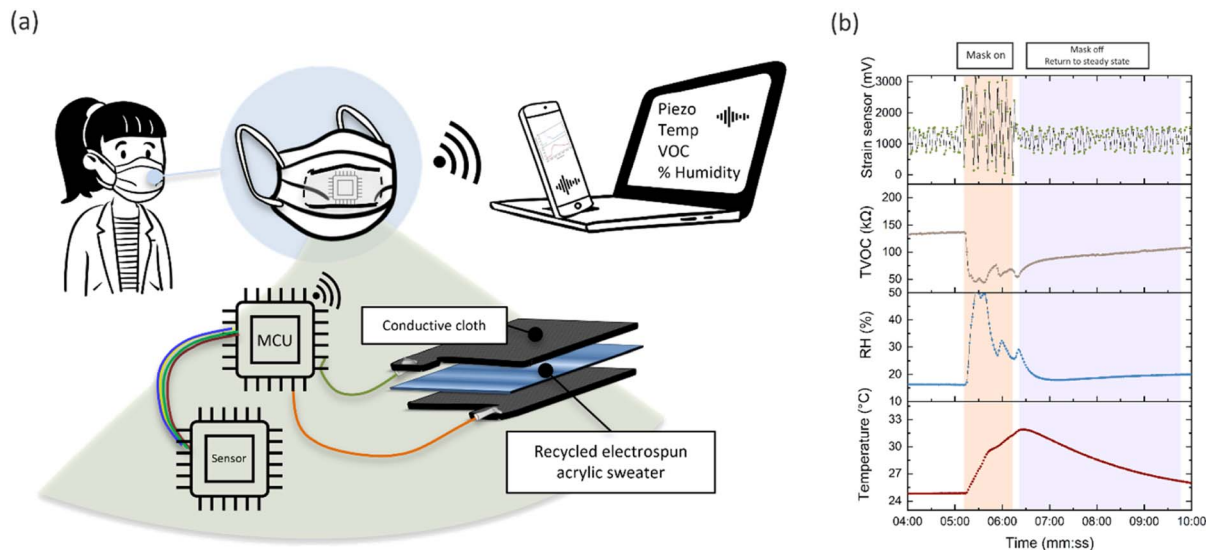 (a)
Piezo
Temp
VOC
% Humidity
MCU
Sensor
Conductive cloth
Recycled electrospun
acrylic sweater
(b)
Mask on
Mask off
Return to steady state
Strain sensor (mV)
3000
2000
1000
0
TVOC (kΩ)
200
150
100
50
RH (%)
50
40
30
20
10
Temperature (°C)
33
30
27
24
04:00 05:00 06:00 07:00 08:00 09:00 10:00
Time (mm:ss)